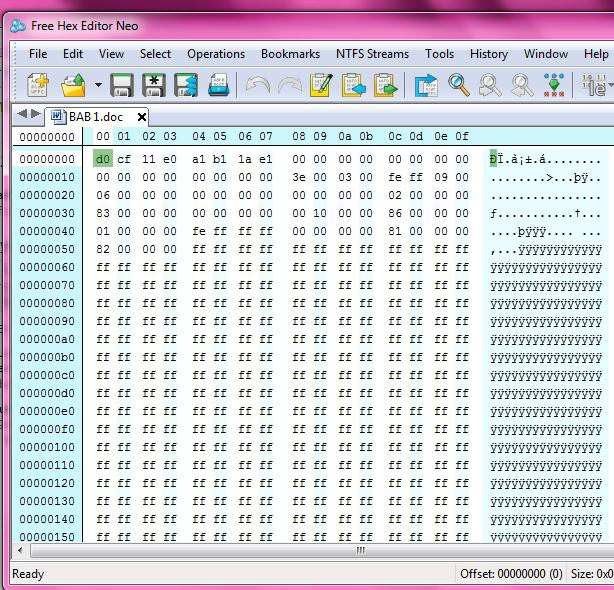 Free Hex Editor Neo
File Edit View Select Operations Bookmarks NTFS Streams Tools History Window Help
BAB 1.doc
00000000 00 01 02 03 04 05 06 07 08 09 0a 0b 0c 0d 0e 0f
00000000 d0 cf 11 e0 a1 b1 1a e1 00 00 00 00 00 00 00 00 ÐÏ.à¡±.á........
00000010 00 00 00 00 00 00 00 00 3e 00 03 00 fe ff 09 00 ........>...þÿ..
00000020 06 00 00 00 00 00 00 00 00 00 00 00 02 00 00 00 ................
00000030 83 00 00 00 00 00 00 00 00 10 00 00 86 00 00 00 ƒ...........†...
00000040 01 00 00 00 fe ff ff ff 00 00 00 00 81 00 00 00 ....þÿÿÿ.... ...
00000050 82 00 00 00 ff ff ff ff ff ff ff ff ff ff ff ff ‚...ÿÿÿÿÿÿÿÿÿÿÿÿ
00000060 ff ff ff ff ff ff ff ff ff ff ff ff ff ff ff ff ÿÿÿÿÿÿÿÿÿÿÿÿÿÿÿÿ
00000070 ff ff ff ff ff ff ff ff ff ff ff ff ff ff ff ff ÿÿÿÿÿÿÿÿÿÿÿÿÿÿÿÿ
00000080 ff ff ff ff ff ff ff ff ff ff ff ff ff ff ff ff ÿÿÿÿÿÿÿÿÿÿÿÿÿÿÿÿ
00000090 ff ff ff ff ff ff ff ff ff ff ff ff ff ff ff ff ÿÿÿÿÿÿÿÿÿÿÿÿÿÿÿÿ
000000a0 ff ff ff ff ff ff ff ff ff ff ff ff ff ff ff ff ÿÿÿÿÿÿÿÿÿÿÿÿÿÿÿÿ
000000b0 ff ff ff ff ff ff ff ff ff ff ff ff ff ff ff ff ÿÿÿÿÿÿÿÿÿÿÿÿÿÿÿÿ
000000c0 ff ff ff ff ff ff ff ff ff ff ff ff ff ff ff ff ÿÿÿÿÿÿÿÿÿÿÿÿÿÿÿÿ
000000d0 ff ff ff ff ff ff ff ff ff ff ff ff ff ff ff ff ÿÿÿÿÿÿÿÿÿÿÿÿÿÿÿÿ
000000e0 ff ff ff ff ff ff ff ff ff ff ff ff ff ff ff ff ÿÿÿÿÿÿÿÿÿÿÿÿÿÿÿÿ
000000f0 ff ff ff ff ff ff ff ff ff ff ff ff ff ff ff ff ÿÿÿÿÿÿÿÿÿÿÿÿÿÿÿÿ
00000100 ff ff ff ff ff ff ff ff ff ff ff ff ff ff ff ff ÿÿÿÿÿÿÿÿÿÿÿÿÿÿÿÿ
00000110 ff ff ff ff ff ff ff ff ff ff ff ff ff ff ff ff ÿÿÿÿÿÿÿÿÿÿÿÿÿÿÿÿ
00000120 ff ff ff ff ff ff ff ff ff ff ff ff ff ff ff ff ÿÿÿÿÿÿÿÿÿÿÿÿÿÿÿÿ
00000130 ff ff ff ff ff ff ff ff ff ff ff ff ff ff ff ff ÿÿÿÿÿÿÿÿÿÿÿÿÿÿÿÿ
00000140 ff ff ff ff ff ff ff ff ff ff ff ff ff ff ff ff ÿÿÿÿÿÿÿÿÿÿÿÿÿÿÿÿ
00000150 ff ff ff ff ff ff ff ff ff ff ff ff ff ff ff ff ÿÿÿÿÿÿÿÿÿÿÿÿÿÿÿÿ
Ready Offset: 00000000 (0) Size: 0x0